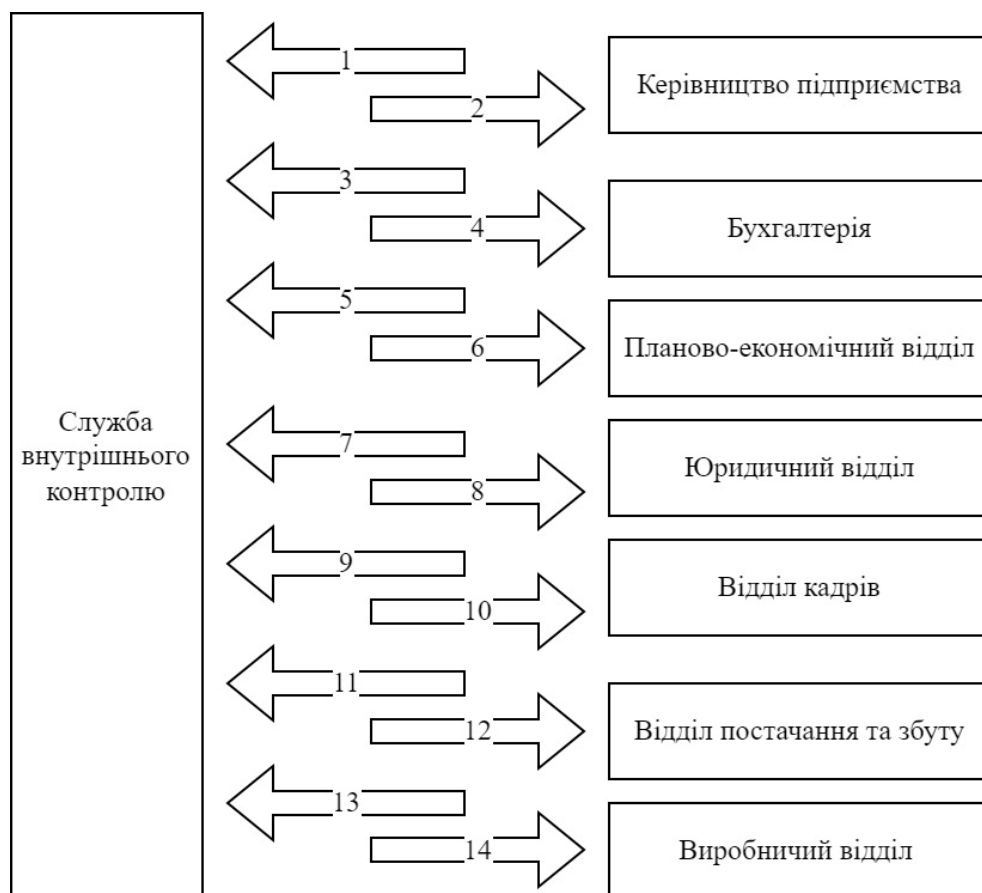 Служба
внутрішнього
контролю
1
2
Керівництво підприємства
3
4
Бухгалтерія
5
6
Планово-економічний відділ
7
8
Юридичний відділ
9
10
Відділ кадрів
11
12
Відділ постачання та збуту
13
14
Виробничий відділ